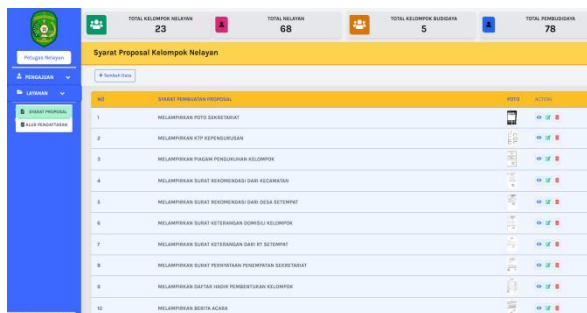 TOTAL KELOMPOK NELAYAN
23
TOTAL NELAYAN
68
TOTAL KELOMPOK BUDIDAYA
5
TOTAL PEMBUDIDAYA
78
Petugas Nelayan
PENGAJUAN
LAYANAN
SYARAT PROPOSAL
ALUR PENDAFTARAN
Syarat Proposal Kelompok Nelayan
+ Tambah Data
NO SYARAT PEMBUATAN PROPOSAL FOTO ACTION
1 MELAMPIRKAN FOTO SEKRETARIAT
2 MELAMPIRKAN KTP KEPENGURUSAN
3 MELAMPIRKAN PIAGAM PENGUKUHAN KELOMPOK
4 MELAMPIRKAN SURAT REKOMENDASI DARI KECAMATAN
5 MELAMPIRKAN SURAT REKOMENDASI DARI DESA SETEMPAT
6 MELAMPIRKAN SURAT KETERANGAN DOMISILI KELOMPOK
7 MELAMPIRKAN SURAT KETERANGAN DARI RT SETEMPAT
8 MELAMPIRKAN SURAT PERNYATAAN PENEMPATAN SEKRETARIAT
9 MELAMPIRKAN DAFTAR HADIR PEMBENTUKAN KELOMPOK
10 MELAMPIRKAN BERITA ACARA